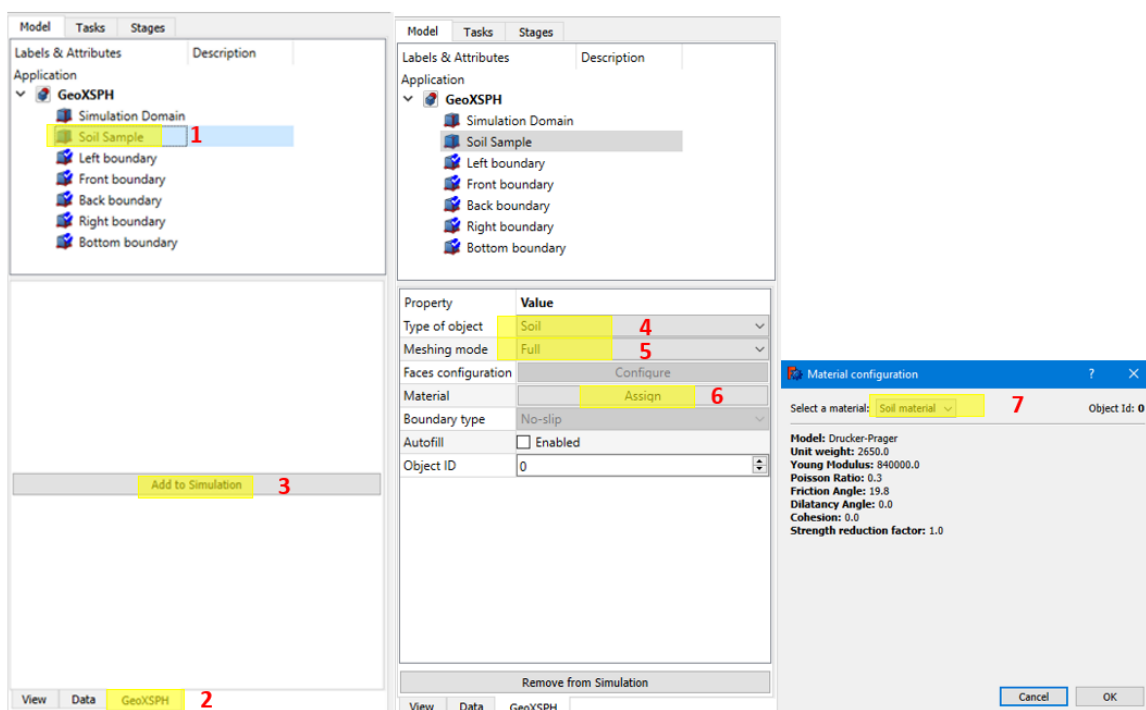 Model Tasks Stages
Labels & Attributes Description
Application
GeoXSPH
Simulation Domain
Soil Sample 1
Left boundary
Front boundary
Back boundary
Right boundary
Bottom boundary
Add to Simulation 3
View Data GeoXSPH 2
Model Tasks Stages
Labels & Attributes Description
Application
GeoXSPH
Simulation Domain
Soil Sample
Left boundary
Front boundary
Back boundary
Right boundary
Bottom boundary
Property Value
Type of object Soil 4
Meshing mode Full 5
Faces configuration Configure
Material Assign 6
Boundary type No-slip
Autofill Enabled
Object ID 0
Remove from Simulation
View Data GeoXSPH
Material configuration ? X
Select a material: Soil material 7 Object Id: 0
Model: Drucker-Prager
Unit weight: 2650.0
Young Modulus: 840000.0
Poisson Ratio: 0.3
Friction Angle: 19.8
Dilatancy Angle: 0.0
Cohesion: 0.0
Strength reduction factor: 1.0
Cancel OK